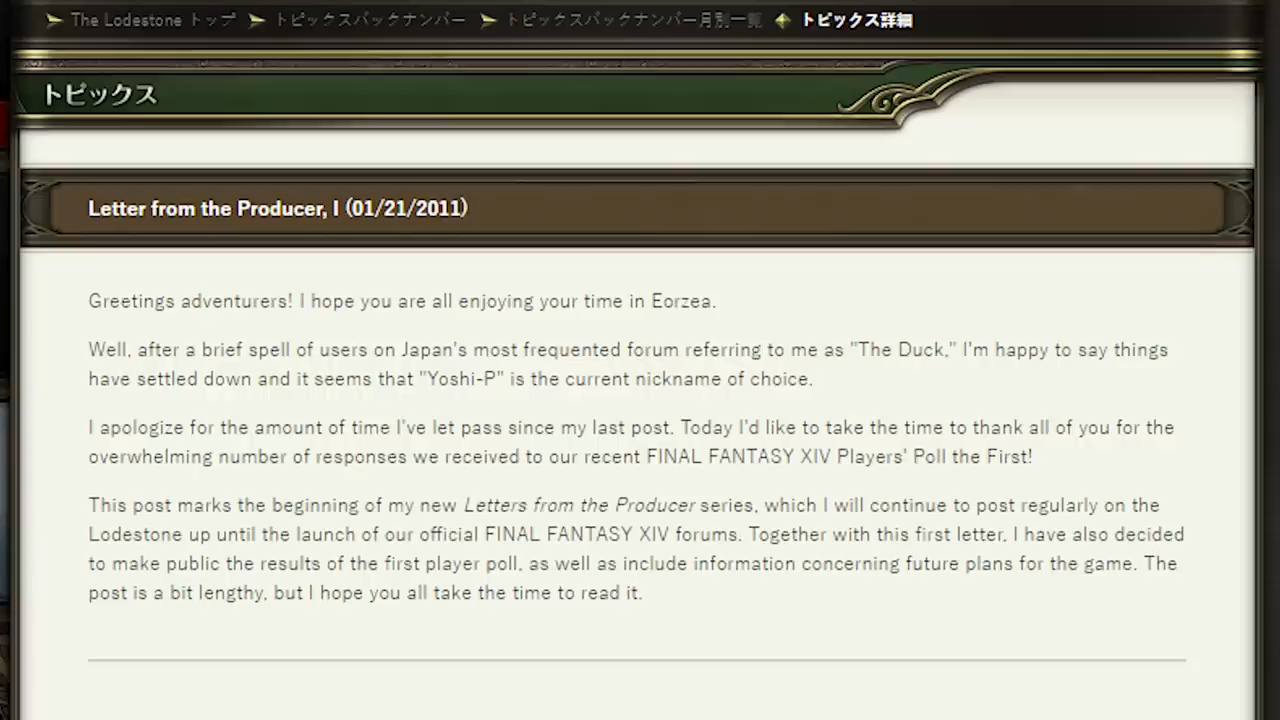 The Lodestone トップ トピックスバックナンバー トピックスバックナンバー月別一覧 トピックス詳細
トピックス
Letter from the Producer, I (01/21/2011)
Greetings adventurers! I hope you are all enjoying your time in Eorzea.
Well, after a brief spell of users on Japan's most frequented forum referring to me as "The Duck," I'm happy to say things
have settled down and it seems that "Yoshi-P" is the current nickname of choice.
I apologize for the amount of time I've let pass since my last post. Today I'd like to take the time to thank all of you for the
overwhelming number of responses we received to our recent FINAL FANTASY XIV Players' Poll the First!
This post marks the beginning of my new Letters from the Producer series, which I will continue to post regularly on the
Lodestone up until the launch of our official FINAL FANTASY XIV forums. Together with this first letter, I have also decided
to make public the results of the first player poll, as well as include information concerning future plans for the game. The
post is a bit lengthy, but I hope you all take the time to read it.